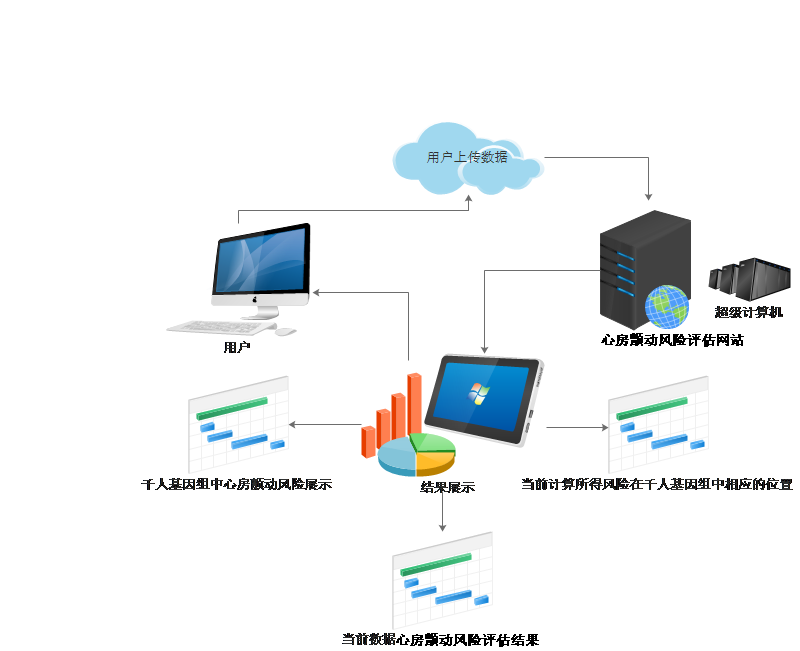 用户上传数据
超级计算机
心房颤动风险评估网站
用户
千人基因组中心房颤动风险展示
结果展示
当前计算所得风险在千人基因组中相应的位置
当前数据心房颤动风险评估结果